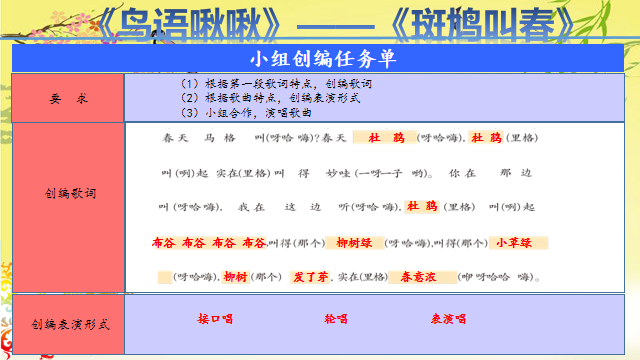 《鸟语啾啾》——《斑鸠叫春》
小组创编任务单
要 求
（1）根据第一段歌词特点，创编歌词
（2）根据歌曲特点，创编表演形式
（3）小组合作，演唱歌曲
创编歌词
春天 马格 叫(呀哈嗨)?春天 杜 鹃 (呀哈嗨),杜 鹃(里格)
叫(咧)起 实在(里格)叫 得 妙哇(一呀一子 哟)。 你在 那 边
叫(呀哈嗨), 我在 这 边 听(呀哈嗨),杜 鹃(里格) 叫(咧)起
布谷 布谷 布谷 布谷,叫得(那个) 柳树绿 (呀哈嗨),叫得(那个) 小草绿
(呀哈嗨),柳树(那个) 发了芽,实在(里格) 春意浓 (咿呀哈哈 嗨)。
创编表演形式
接口唱 轮唱 表演唱